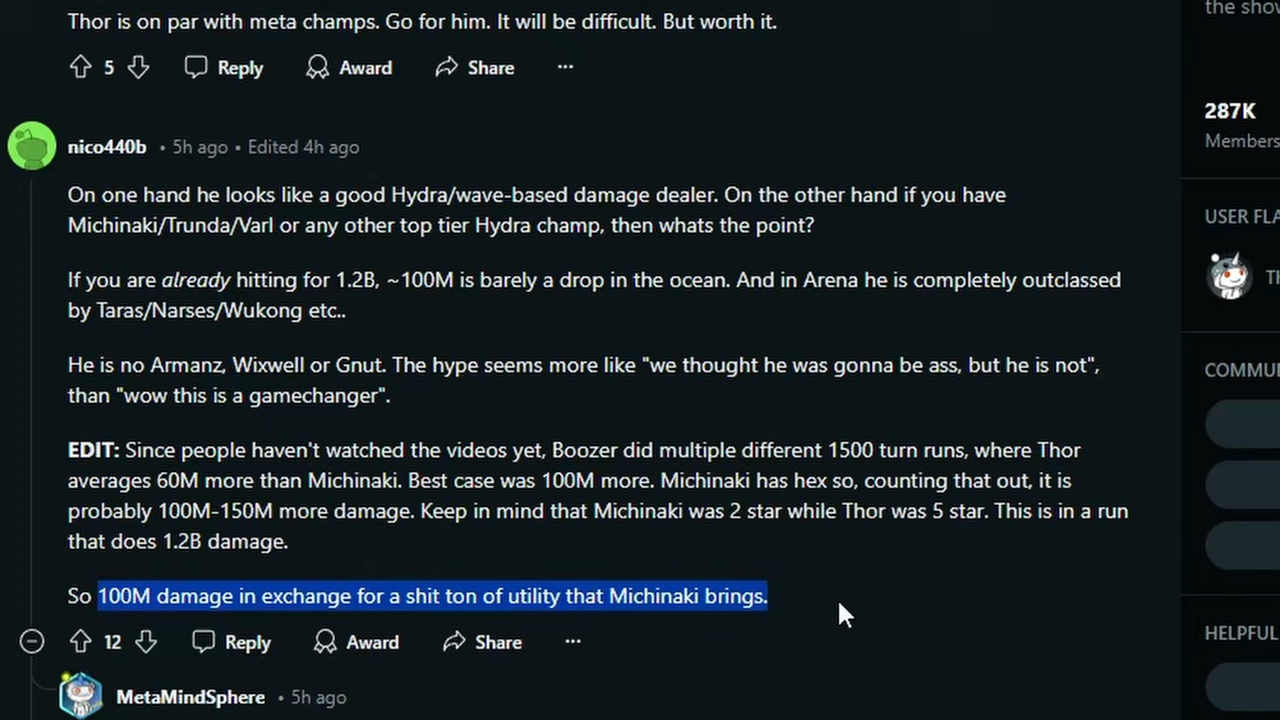 Thor is on par with meta champs. Go for him. It will be difficult. But worth it.
the show
5 Reply Award Share ...
287K
Members
nico440b • 5h ago • Edited 4h ago
On one hand he looks like a good Hydra/wave-based damage dealer. On the other hand if you have
Michinaki/Trunda/Varl or any other top tier Hydra champ, then whats the point?
USER FLA
Th
If you are already hitting for 1.2B, ~100M is barely a drop in the ocean. And in Arena he is completely outclassed
by Taras/Narses/Wukong etc..
He is no Armanz, Wixwell or Gnut. The hype seems more like "we thought he was gonna be ass, but he is not",
than "wow this is a gamechanger".
COMMU
EDIT: Since people haven't watched the videos yet, Boozer did multiple different 1500 turn runs, where Thor
averages 60M more than Michinaki. Best case was 100M more. Michinaki has hex so, counting that out, it is
probably 100M-150M more damage. Keep in mind that Michinaki was 2 star while Thor was 5 star. This is in a run
that does 1.2B damage.
So 100M damage in exchange for a shit ton of utility that Michinaki brings.
12 Reply Award Share ...
HELPFUL
MetaMindSphere • 5h ago